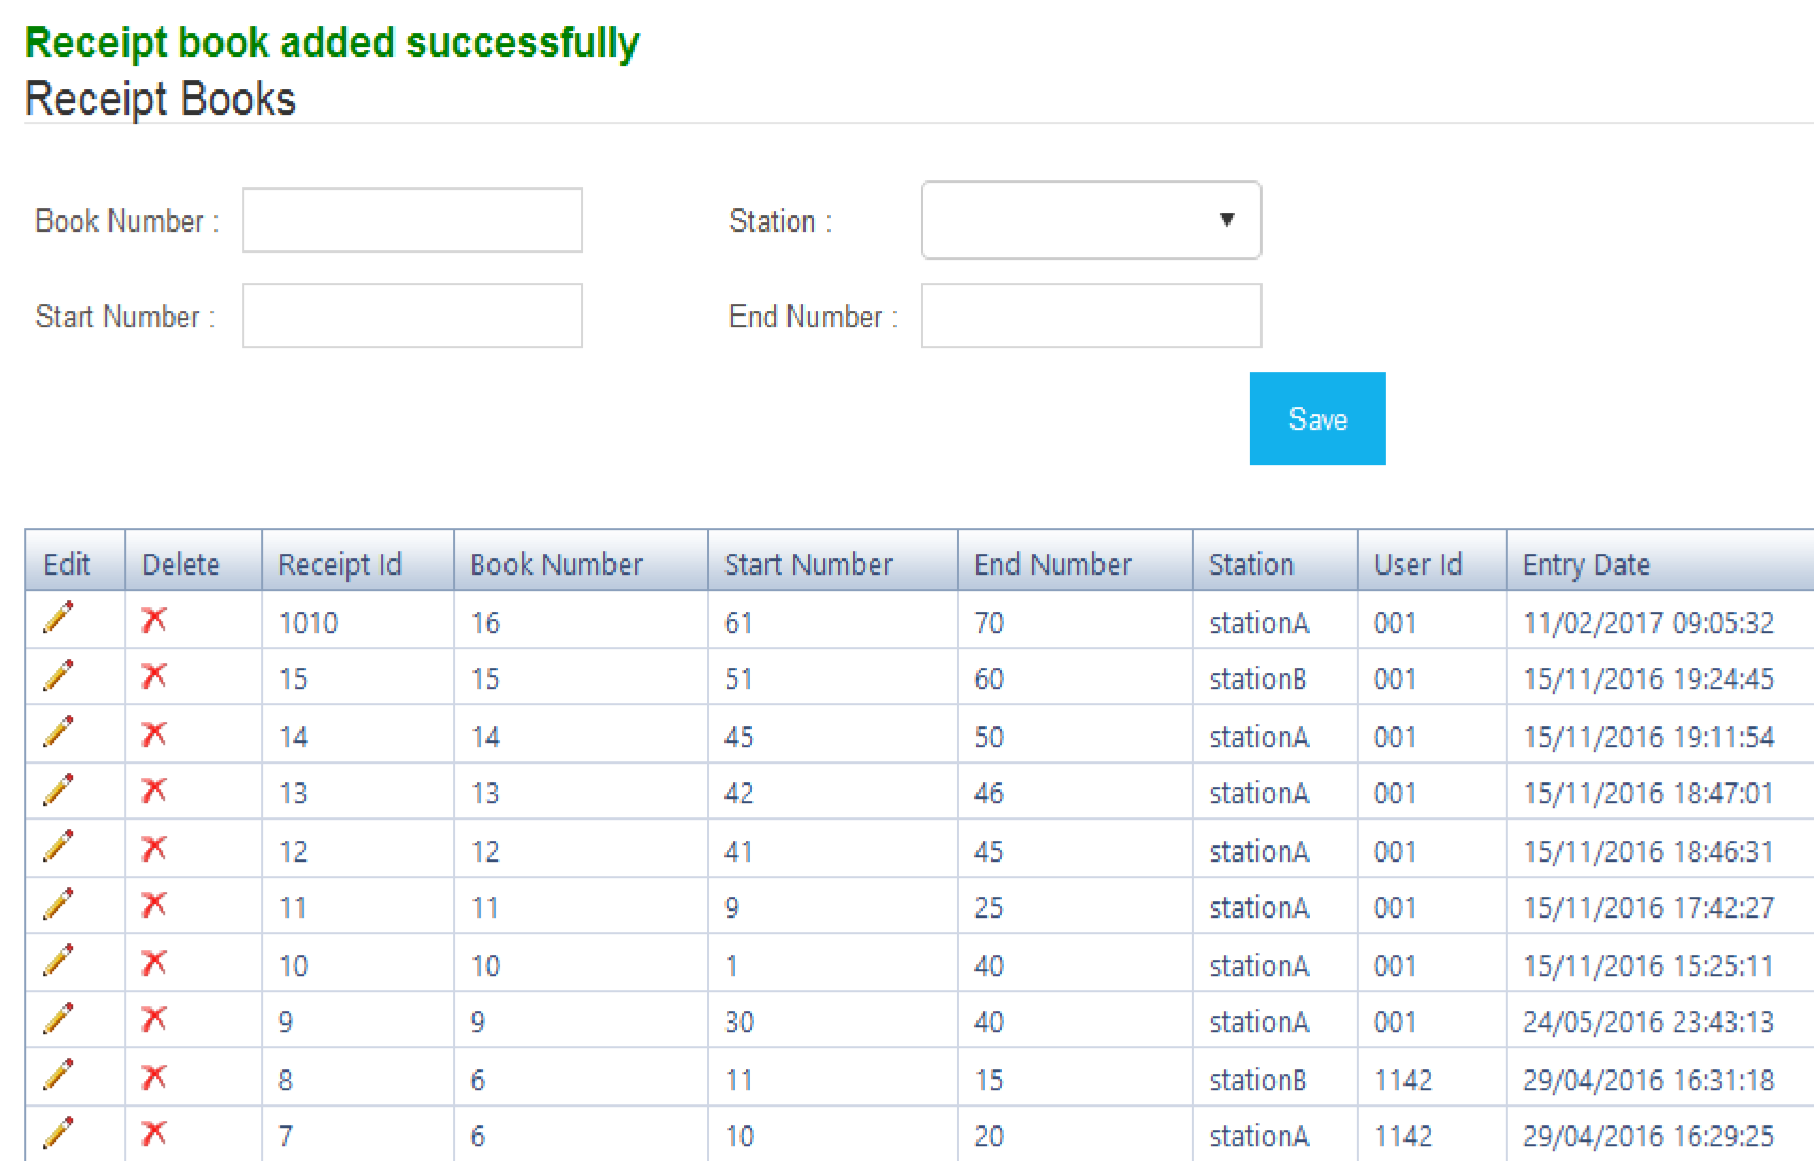 Receipt book added successfully
Receipt Books
Book Number : Station :
Start Number : End Number :
Save
Edit Delete Receipt Id Book Number Start Number End Number Station User Id Entry Date
1010 16 61 70 stationA 001 11/02/2017 09:05:32
15 15 51 60 stationB 001 15/11/2016 19:24:45
14 14 45 50 stationA 001 15/11/2016 19:11:54
13 13 42 46 stationA 001 15/11/2016 18:47:01
12 12 41 45 stationA 001 15/11/2016 18:46:31
11 11 9 25 stationA 001 15/11/2016 17:42:27
10 10 1 40 stationA 001 15/11/2016 15:25:11
9 9 30 40 stationA 001 24/05/2016 23:43:13
8 6 11 15 stationB 1142 29/04/2016 16:31:18
7 6 10 20 stationA 1142 29/04/2016 16:29:25